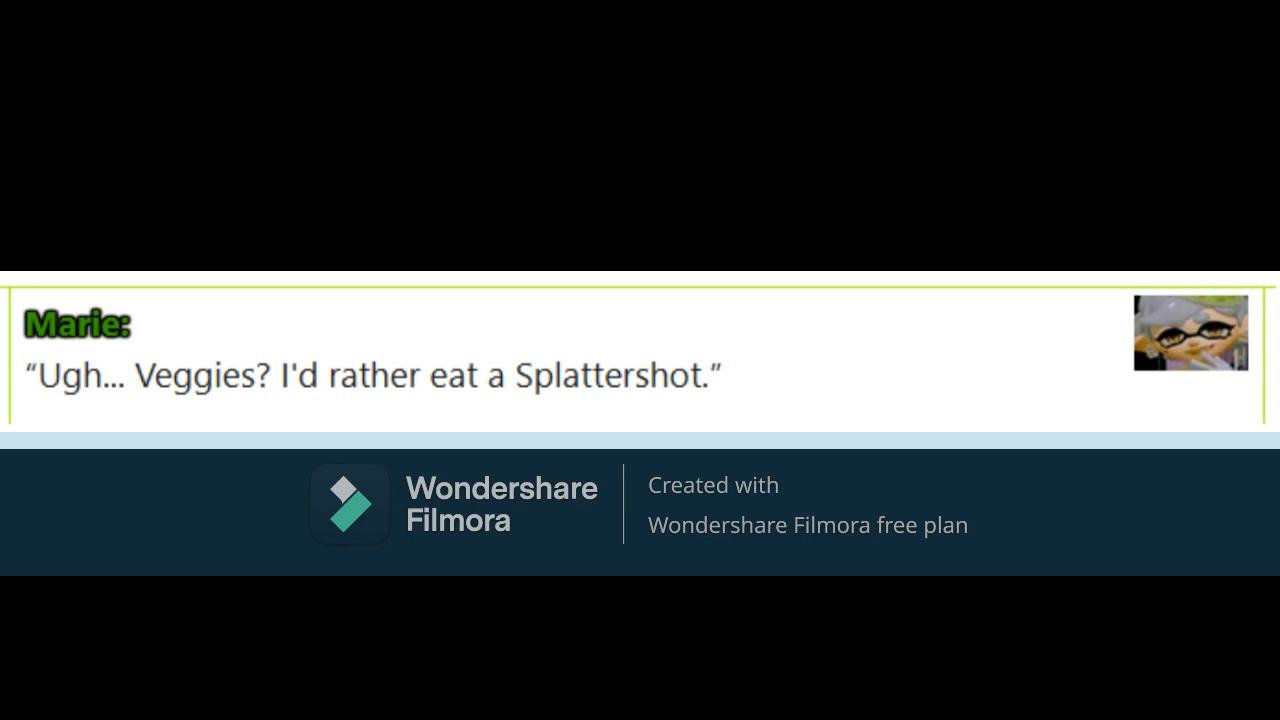 Marie:
“Ugh... Veggies? I'd rather eat a Splattershot.”
Wondershare
Filmora
Created with
Wondershare Filmora free plan